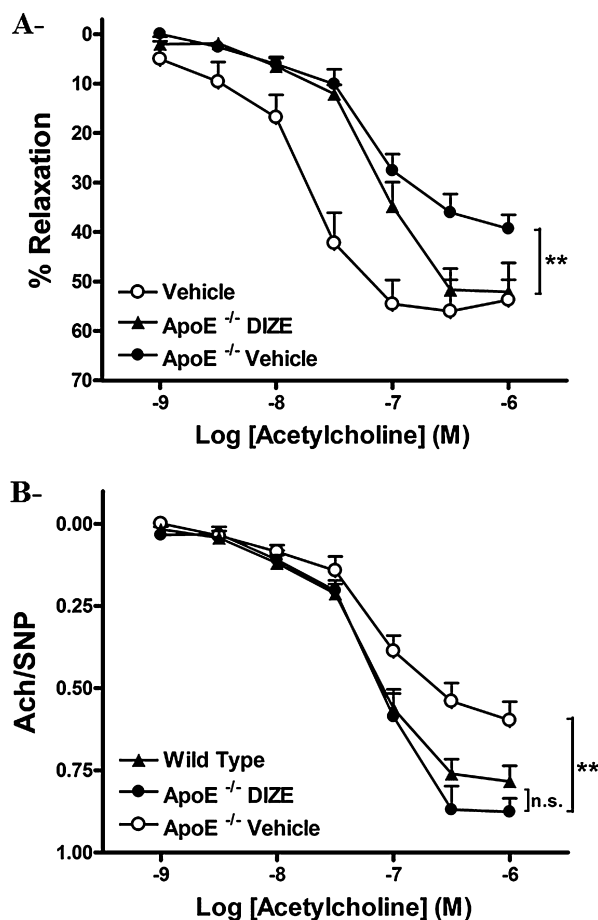 A-
0
10
20
30
40
50
60
70
% Relaxation
**
Vehicle
ApoE -/- DIZE
ApoE -/- Vehicle
-9
-8
-7
-6
Log [Acetylcholine] (M)
B-
0.00
0.25
0.50
0.75
1.00
Ach/SNP
**
n.s.
Wild Type
ApoE -/- DIZE
ApoE -/- Vehicle
-9
-8
-7
-6
Log [Acetylcholine] (M)